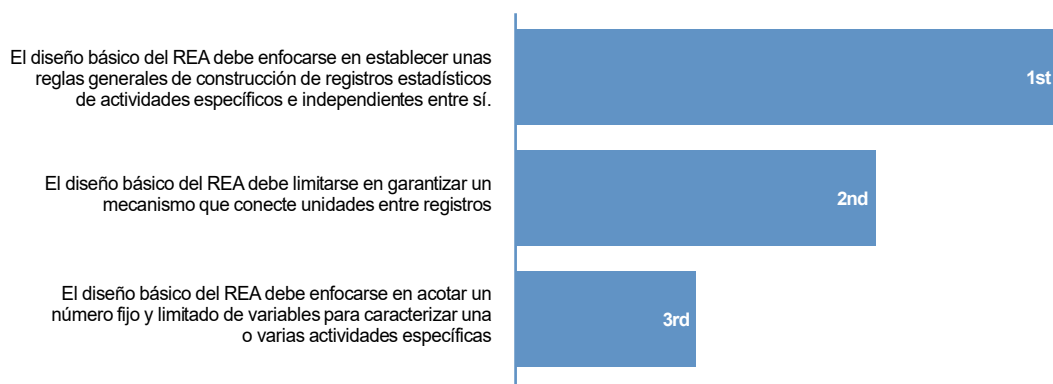 El diseño básico del REA debe enfocarse en establecer unas
reglas generales de construcción de registros estadísticos
de actividades específicos e independientes entre sí.
1st
El diseño básico del REA debe limitarse en garantizar un
mecanismo que conecte unidades entre registros
2nd
El diseño básico del REA debe enfocarse en acotar un
número fijo y limitado de variables para caracterizar una
o varias actividades específicas
3rd